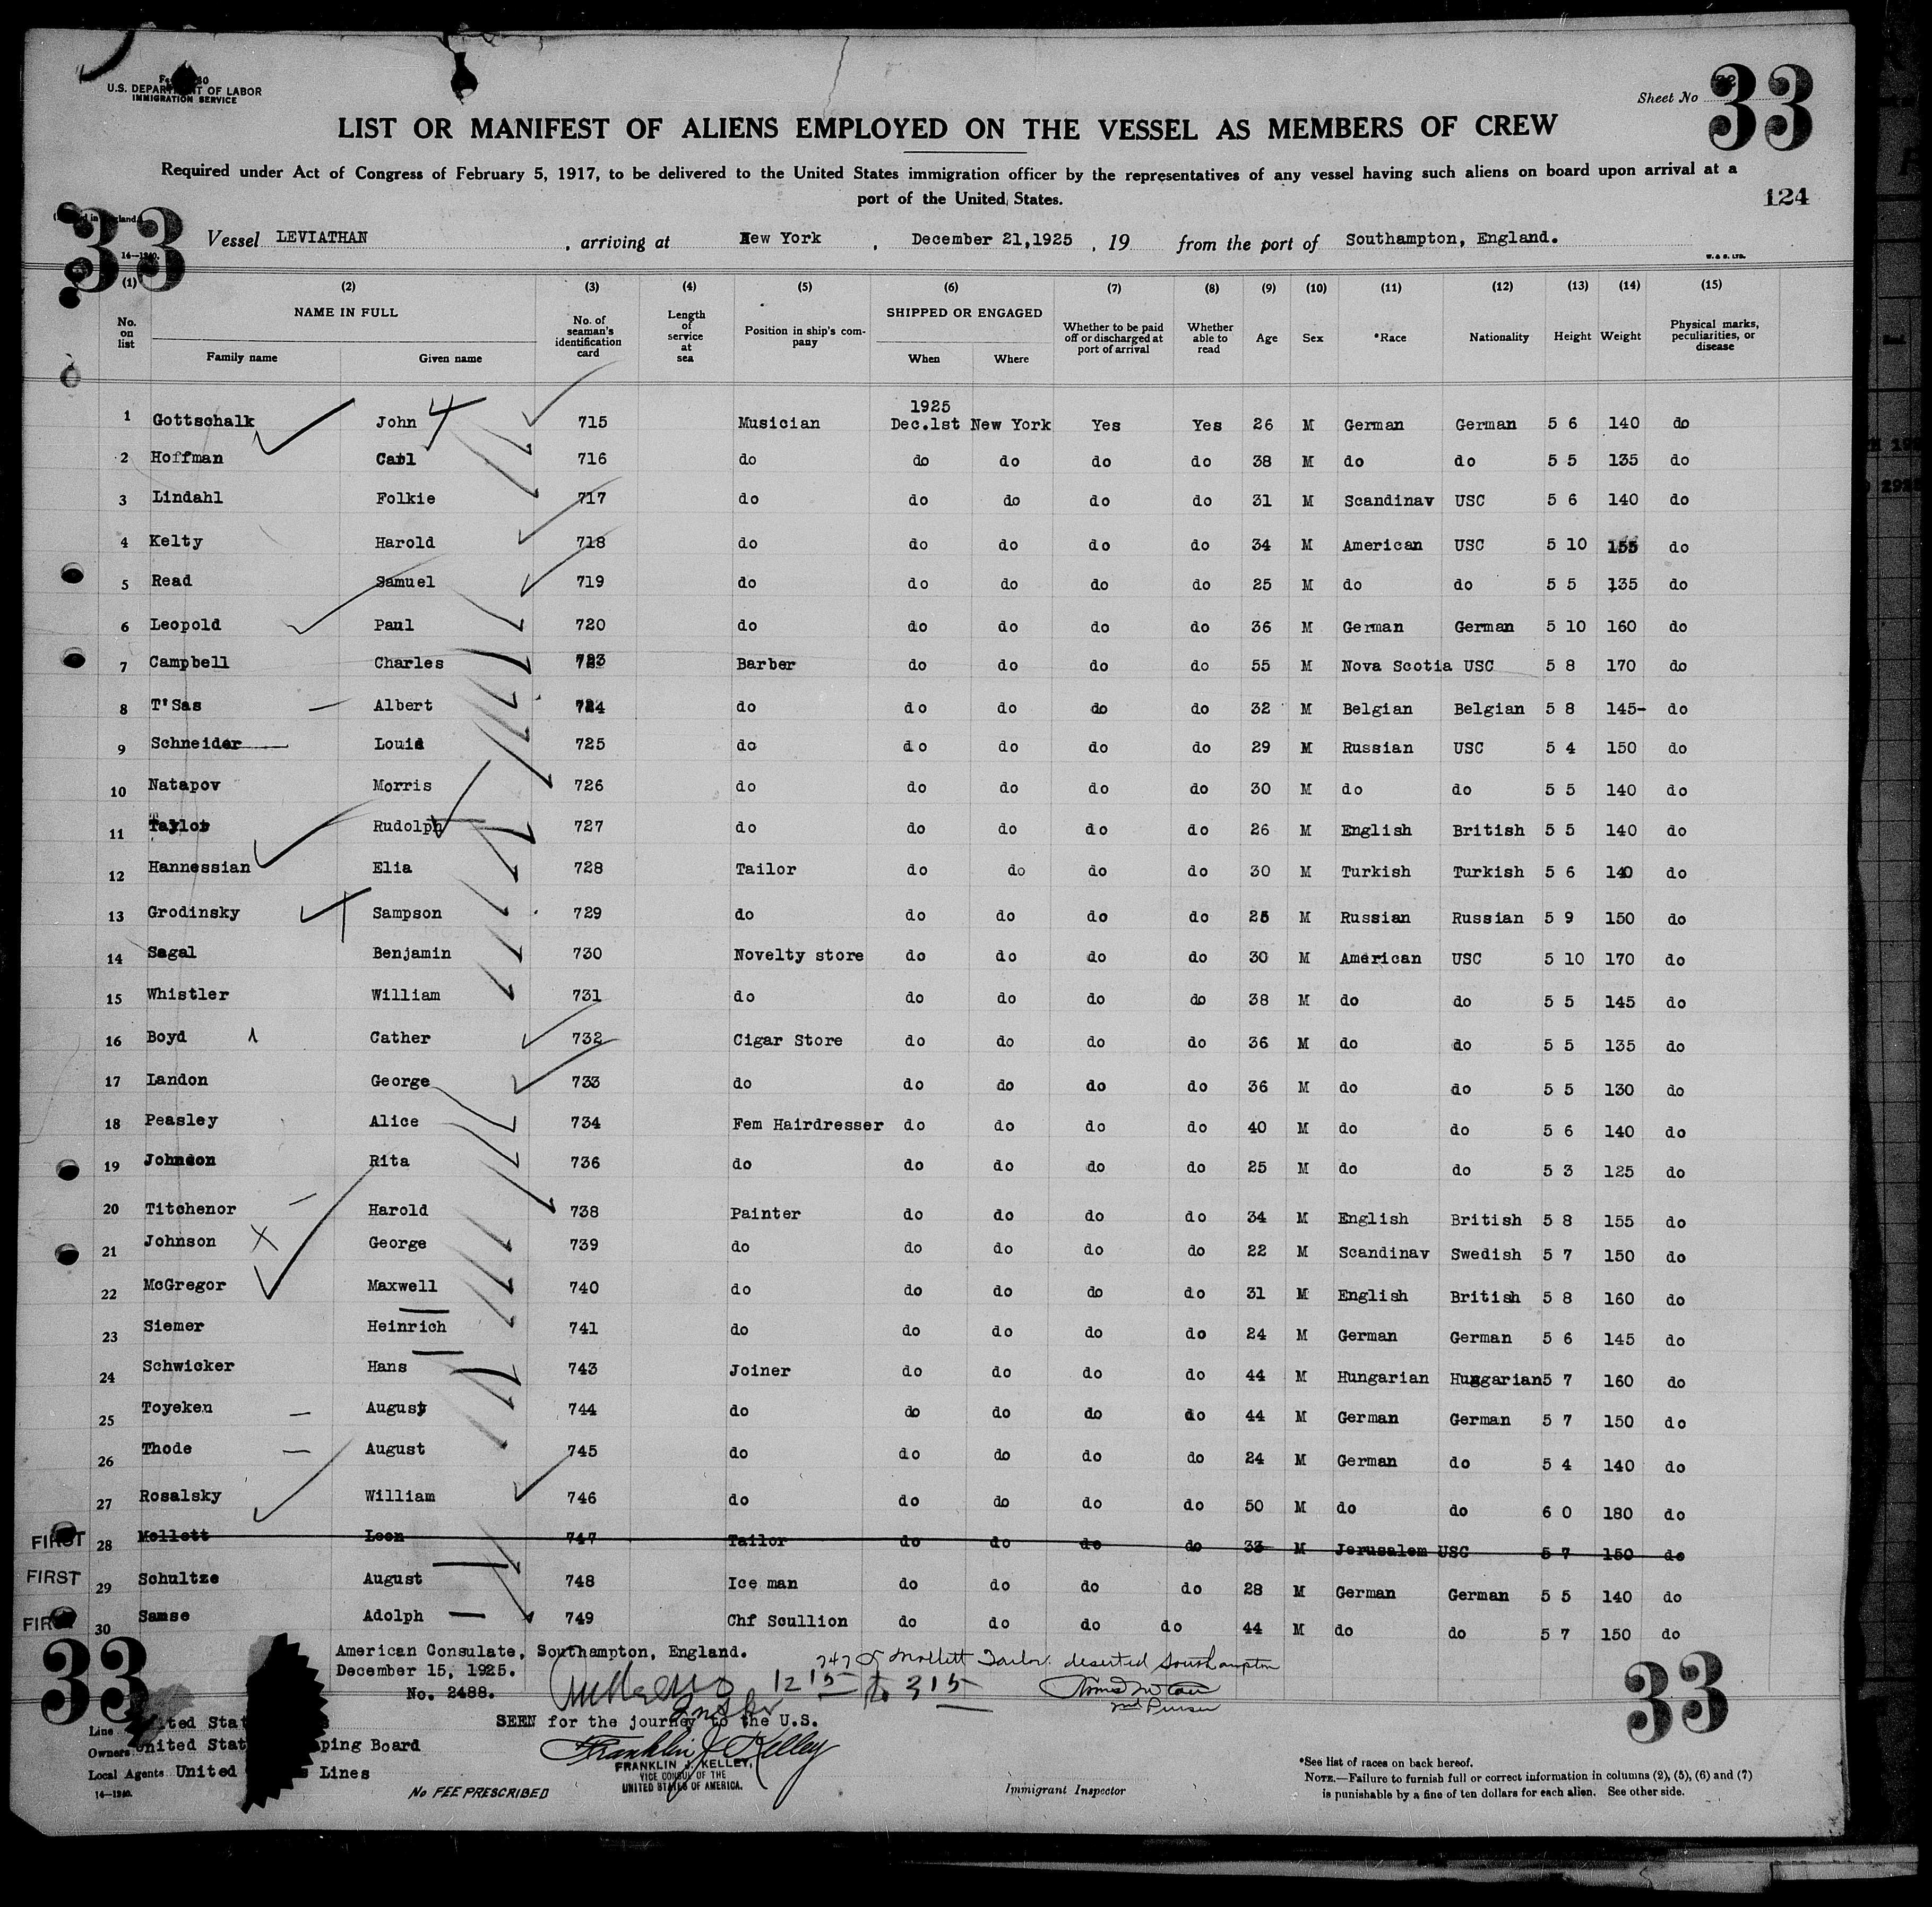 U.S. DEPARTMENT OF LABOR
IMMIGRATION SERVICE
Sheet No
33
LIST OR MANIFEST OF ALIENS EMPLOYED ON THE VESSEL AS MEMBERS OF CREW
Required under Act of Congress of February 5, 1917, to be delivered to the United States immigration officer by the representatives of any vessel having such aliens on board upon arrival at a
port of the United States.
124
33
Vessel LEVIATHAN , arriving at New York , December 21,1925 , 19 from the port of Southampton, England.
14—1240.
W. & S. LTD.
(1) (2) (3) (4) (5) (6) (7) (8) (9) (10) (11) (12) (13) (14) (15)
No. on list NAME IN FULL Family name Given name No. of seaman's identification card Length of service at sea Position in ship's company SHIPPED OR ENGAGED When Where Whether to be paid off or discharged at port of arrival Whether able to read Age Sex *Race Nationality Height Weight Physical marks, peculiarities, or disease
1925
1 Gottschalk John 715 Musician Dec.1st New York Yes Yes 26 M German German 5 6 140 do
2 Hoffman Carl 716 do do do do do 38 M do do 5 5 135 do
3 Lindahl Folkie 717 do do do do do 31 M Scandinav USC 5 6 140 do
4 Kelty Harold 718 do do do do do 34 M American USC 5 10 155 do
5 Read Samuel 719 do do do do do 25 M do do 5 5 135 do
6 Leopold Paul 720 do do do do do 36 M German German 5 10 160 do
7 Campbell Charles 723 Barber do do do do 55 M Nova Scotia USC 5 8 170 do
8 T'Sas Albert 724 do do do do do 32 M Belgian Belgian 5 8 145- do
9 Schneider Louis 725 do do do do do 29 M Russian USC 5 4 150 do
10 Natapov Morris 726 do do do do do 30 M do do 5 5 140 do
11 Taylor Rudolph 727 do do do do do 26 M English British 5 5 140 do
12 Hannessian Elia 728 Tailor do do do do 30 M Turkish Turkish 5 6 140 do
13 Grodinsky Sampson 729 do do do do do 25 M Russian Russian 5 9 150 do
14 Sagal Benjamin 730 Novelty store do do do do 30 M American USC 5 10 170 do
15 Whistler William 731 do do do do do 38 M do do 5 5 145 do
16 Boyd Cather 732 Cigar Store do do do do 36 M do do 5 5 135 do
17 Landon George 733 do do do do do 36 M do do 5 5 130 do
18 Peasley Alice 734 Fem Hairdresser do do do do 40 M do do 5 6 140 do
19 Johnson Rita 736 do do do do do 25 M do do 5 3 125 do
20 Titchenor Harold 738 Painter do do do do 34 M English British 5 8 155 do
21 Johnson George 739 do do do do do 22 M Scandinav Swedish 5 7 150 do
22 McGregor Maxwell 740 do do do do do 31 M English British 5 8 160 do
23 Siemer Heinrich 741 do do do do do 24 M German German 5 6 145 do
24 Schwicker Hans 743 Joiner do do do do 44 M Hungarian Huggarian 5 7 160 do
25 Toyeken August 744 do do do do do 44 M German German 5 7 150 do
26 Thode August 745 do do do do do 24 M German do 5 4 140 do
27 Rosalsky William 746 do do do do do 50 M do do 6 0 180 do
FIRST 28 Mollett Leon 747 Tailor do do do do 33 M Jerusalem USC 5 7 150 do
FIRST 29 Schultze August 748 Ice man do do do do 28 M German German 5 5 140 do
FIRST 30 Samse Adolph 749 Chf Scullion do do do do 44 M do do 5 7 150 do
33
American Consulate, Southampton, England.
December 15, 1925.
No. 2488.
747 Mollett Tailor deserted Southampton
12 15 to 315
2nd Purser
33
SEEN for the journey to the U.S.
Franklin J Kelley
FRANKLIN J. KELLEY,
VICE CONSUL OF THE
UNITED STATES OF AMERICA.
Line
Owners United ping Board
Local Agents United Lines
14—1240.
No FEE PRESCRIBED
Immigrant Inspector
*See list of races on back hereof.
NOTE.—Failure to furnish full or correct information in columns (2), (5), (6) and (7)
is punishable by a fine of ten dollars for each alien. See other side.